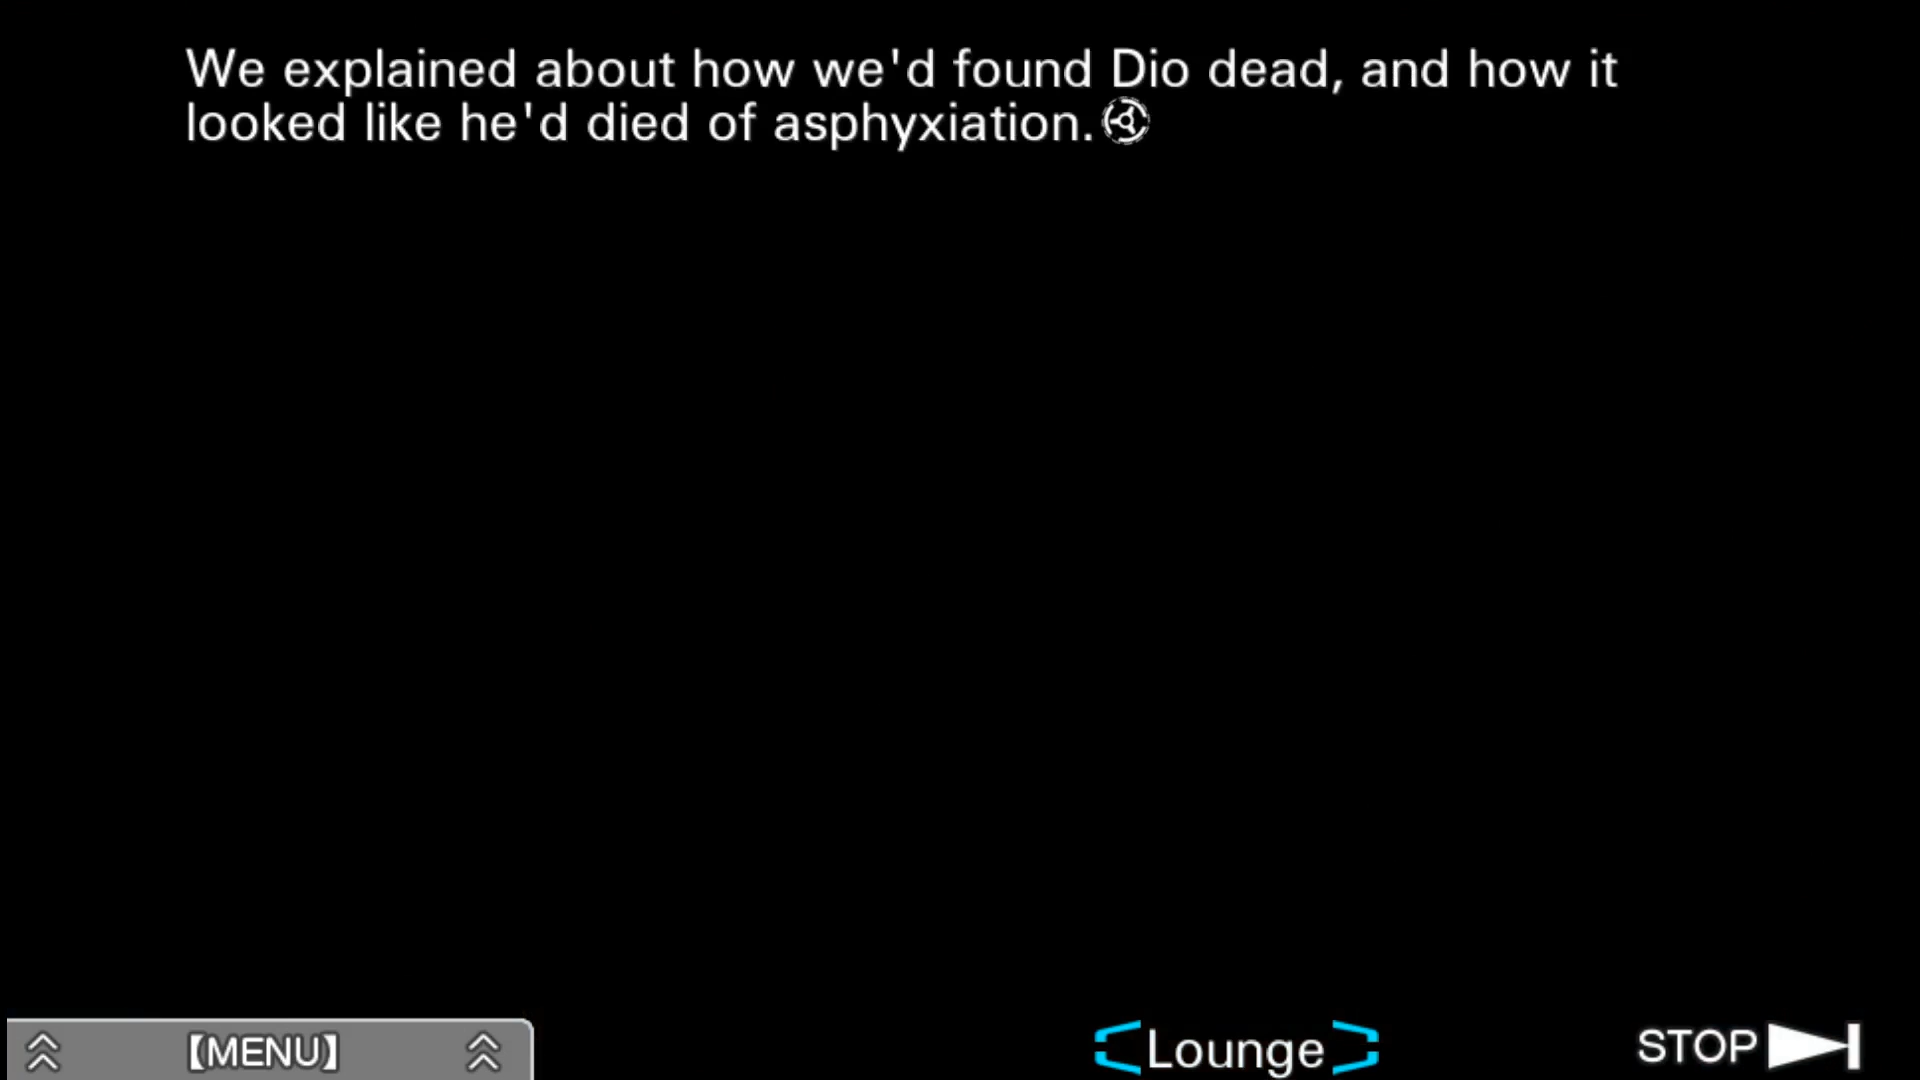 We explained about how we'd found Dio dead, and how it
looked like he'd died of asphyxiation.
【MENU】
Lounge
STOP